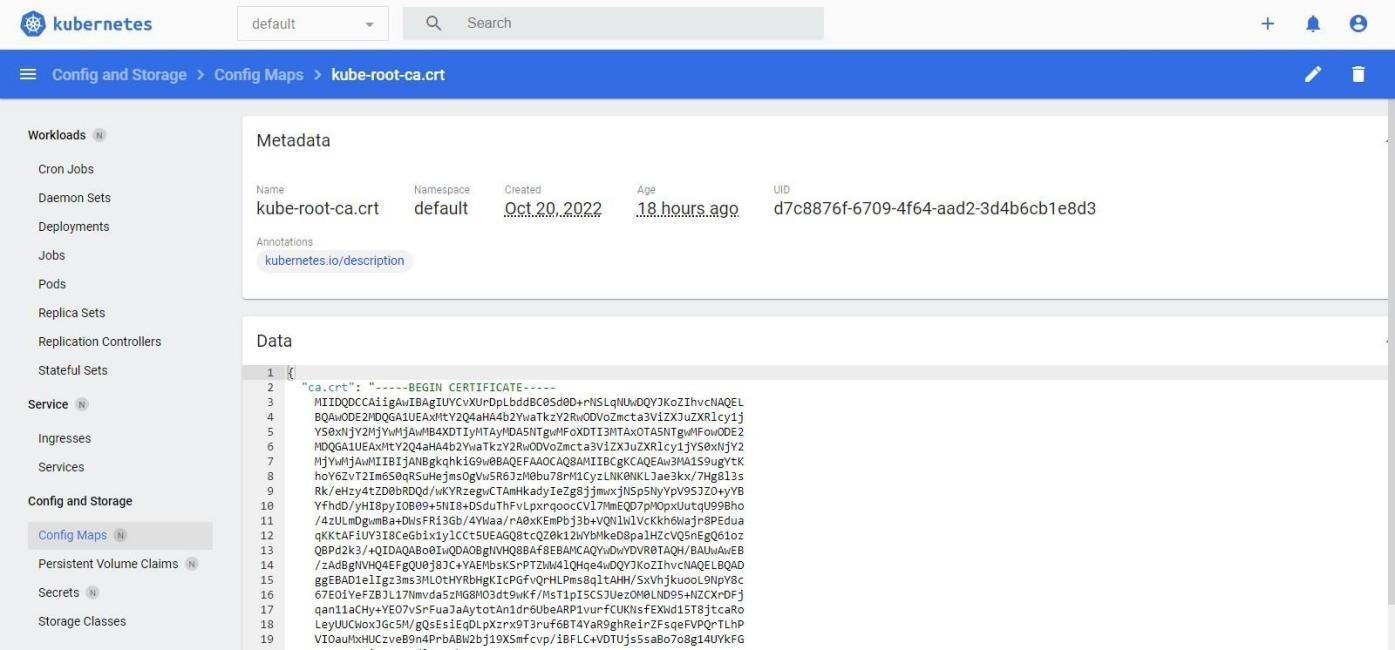 kubernetes
default
Search
Config and Storage > Config Maps > kube-root-ca.crt
Workloads N
Cron Jobs
Daemon Sets
Deployments
Jobs
Pods
Replica Sets
Replication Controllers
Stateful Sets
Service N
Ingresses
Services
Config and Storage
Config Maps N
Persistent Volume Claims N
Secrets N
Storage Classes
Metadata
Name Namespace Created Age UID
kube-root-ca.crt default Oct 20, 2022 18 hours ago d7c8876f-6709-4f64-aad2-3d4b6cb1e8d3
Annotations
kubernetes.io/description
Data
1 {
2 "ca.crt": "-----BEGIN CERTIFICATE-----
3 MIIDQDCCAiigAwIBAgIUYCvXUrDpLbddBC0Sd0D+rNSLqNUwDQYJKoZIhvcNAQEL
4 BQAwODE2MDQGA1UEAxMtY2Q4aHA4b2YwaTkzY2RwODVoZmcta3ViZXJuZXRlcy1j
5 YS0xNjY2MjYwMjAwMB4XDTIyMTAyMDA5NTgwMFoXDTI3MTAxOTA5NTgwMFowODE2
6 MDQGA1UEAxMtY2Q4aHA4b2YwaTkzY2RwODVoZmcta3ViZXJuZXRlcy1jYS0xNjY2
7 MjYwMjAwMIIBIjANBgkqhkiG9w0BAQEFAAOCAQ8AMIIBCgKCAQEAw3MA1S9ugYtK
8 hoY6ZvT2Im6S0qRSuHejmsOgVw5R6JzM0bu78rM1CyzLNK0NKLJae3kx/7Hg8l3s
9 Rk/eHzy4tZD0bRDQd/wKYRzegwCTAmHkadyIeZg8jjmwxjNSp5NyYpV9SJZO+yYB
10 YfhdD/yHI8pyIOB09+5NI8+DSduThFvLpxrqoocCVl7MmEQD7pMOpxUutqU99Bho
11 /4zULmDgwmBa+DWsFRi3Gb/4YWaa/rA0xKEmPbj3b+VQNlWlVcKkh6Wajr8PEdua
12 qKKtAFiUY3I8CeGbix1ylCCt5UEAGQ8tcQZ0k12WYbMkeD8palHZcVQ5nEgQ61oz
13 QBPd2k3/+QIDAQABo0IwQDAOBgNVHQ8BAf8EBAMCAQYwDwYDVR0TAQH/BAUwAwEB
14 /zAdBgNVHQ4EFgQU0j8JC+YAEMbsKSrPTZWW4lQHqe4wDQYJKoZIhvcNAQELBQAD
15 ggEBAD1elIgz3ms3MLOtHYRbHgKIcPGfvQrHLPms8qltAHH/SxVhjkuooL9NpY8c
16 67EOiYeFZBJL17Nmvda5zMG8MO3dt9wKf/MsT1pI5CSJUezOM0LND95+NZCXrDFj
17 qan11aCHy+YEO7vSrFuaJaAytotAn1dr6UbeARP1vurfCUKNsfEXWd15T8jtcaRo
18 LeyUUCWoxJGc5M/gQsEsiEqDLpXzrx9T3ruf6BT4YaR9ghReirZFsqeFVPQrTLhP
19 VIOauMxHUCzveB9n4PrbABW2bj19XSmfcvp/iBFLC+VDTUjs5saBo7o8g14UYkFG